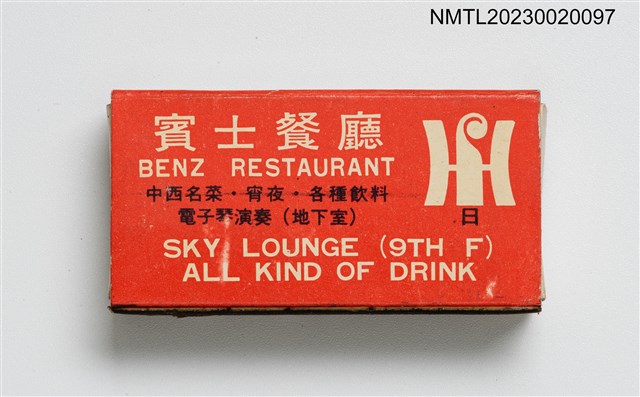 NMTL20230020097
賓士餐廳
BENZ RESTAURANT
中西名菜·宵夜·各種飲料
電子琴演奏(地下室)
日
SKY LOUNGE (9TH F)
ALL KIND OF DRINK